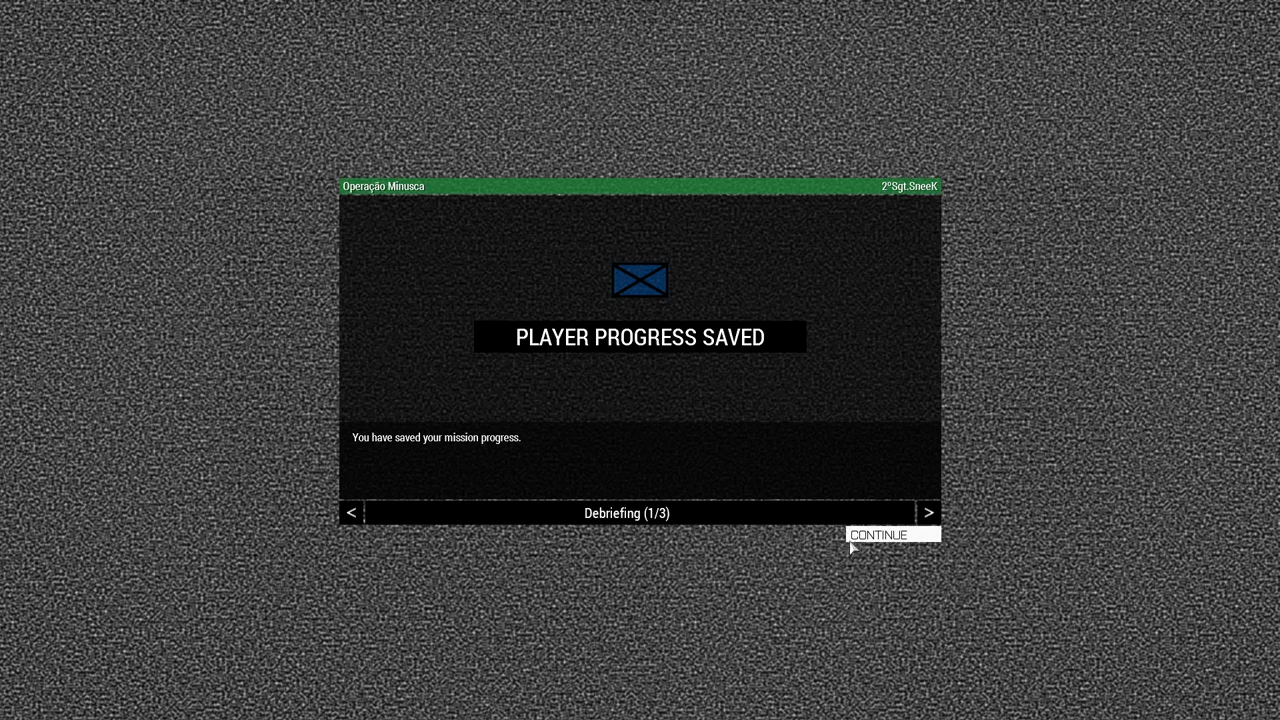 Operação Minusca
2ºSgt.SneeK
PLAYER PROGRESS SAVED
You have saved your mission progress.
< Debriefing (1/3) >
CONTINUE